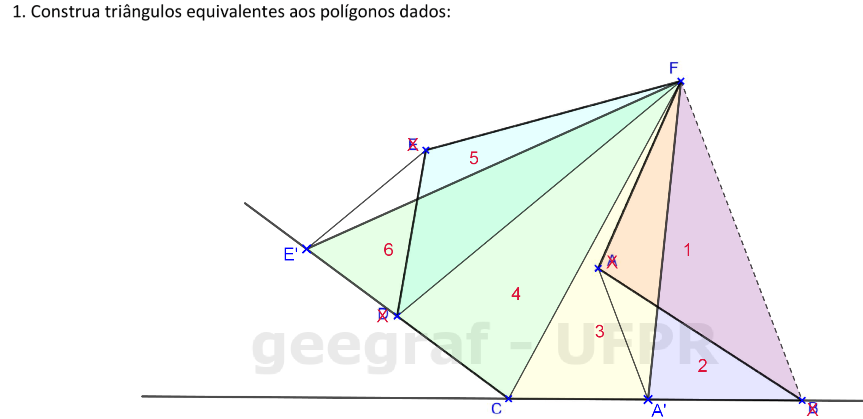 1. Construa triângulos equivalentes aos polígonos dados:
F
E
5
E'
6
A
1
4
D
3
geegraf - UFPR
2
C
A'
B